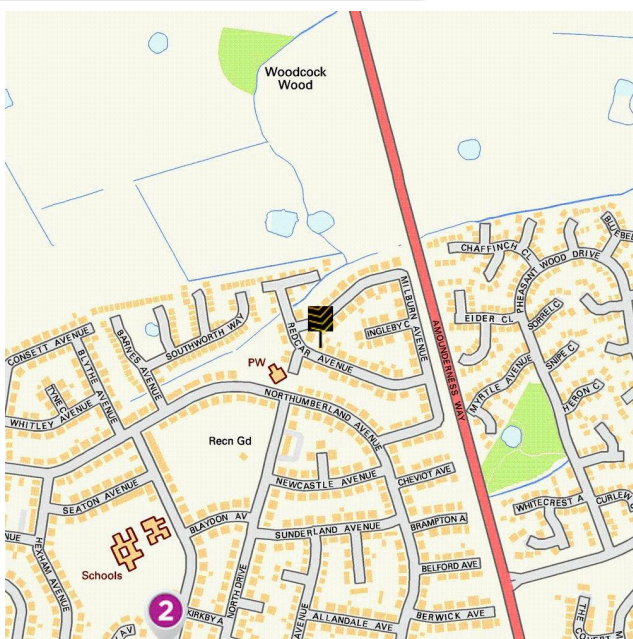 Woodcock
Wood
BLUEBEL
CHAFFINCH CL
PHEASANT WOOD DRIVE
MILBURN AVENUE
SOUTHWORTH WAY
REDCAR AVENUE
INGLEBY C
AMOUNDERNESS WAY
EIDER CL
SORREL C
CONSETT AVENUE
BARNES AVENUE
BLYTHE AVENUE
SNIPE C
PW
MYRTLE AVENUE
TYNE C
HERON C
WHITLEY AVENUE
NORTHUMBERLAND AVENUE
Recn Gd
NEWCASTLE AVENUE
CHEVIOT AVE
SEATON AVENUE
WHITECREST A
CURLEW
BLAYDON AV
SUNDERLAND AVENUE
BRAMPTON A
NUE
HEXHAM AVENUE
Schools
BELFORD AVE
NORTH DRIVE
2
KIRKBY A
AVENUE
ALLANDALE AVE
BERWICK AVE
THE
AV